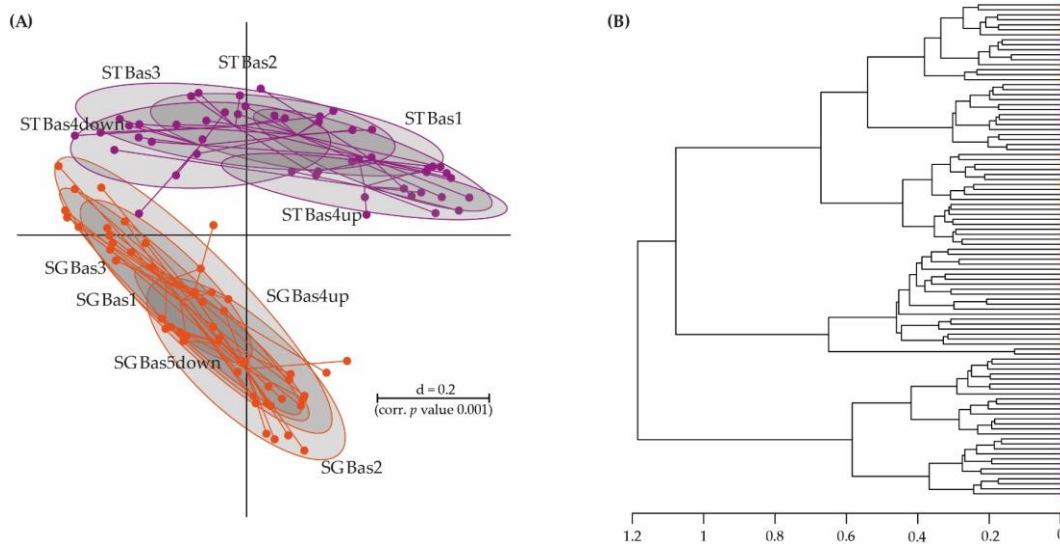 (A)
STBas2
STBas3
STBas1
STBas4down
STBas4up
SGBas3
SGBas4up
SGBas1
SGBas5down
d = 0.2
(corr. p value 0.001)
SGBas2
(B)
1.2 1 0.8 0.6 0.4 0.2 0